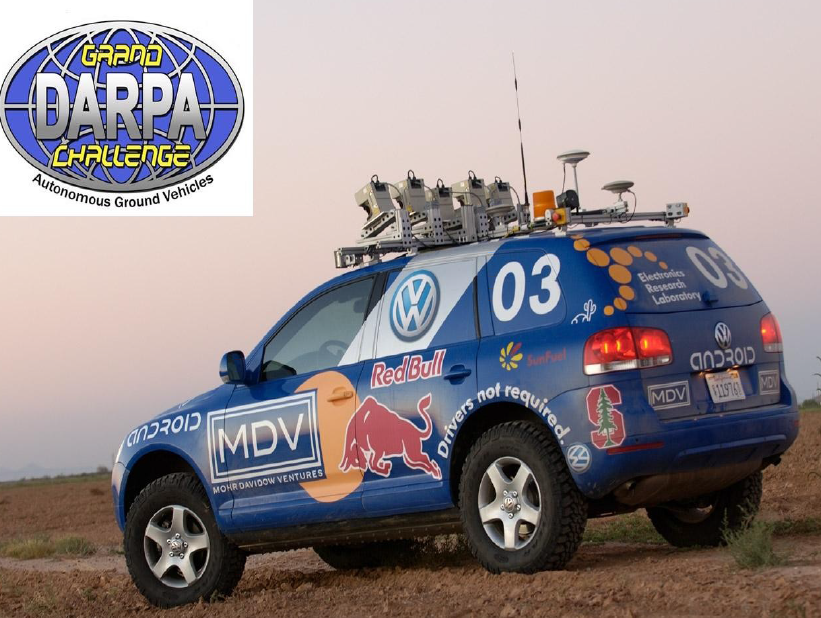 GRAND
DARPA
CHALLENGE
Autonomous Ground Vehicles
03
03
Electronics
Research
Laboratory
VW
SunFuel
Red Bull
ANDROID
ANDROID
MDV
MOHR DAVIDOW VENTURES
Drivers not required.
MDV
MDV
S